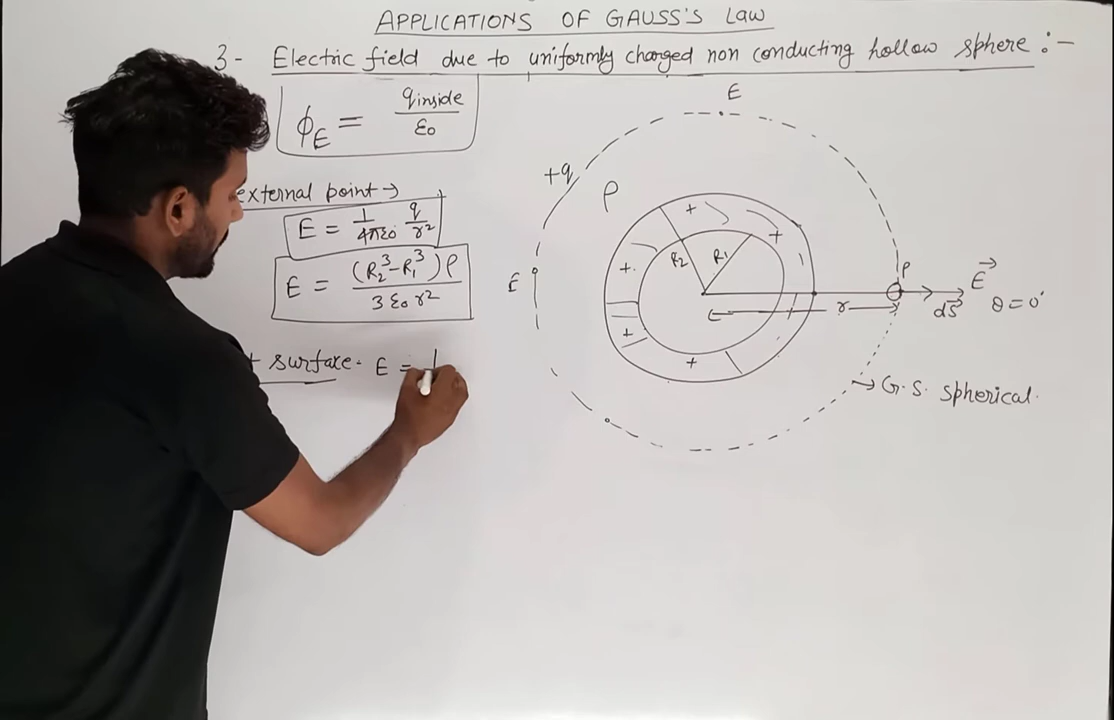 APPLICATIONS OF GAUSS'S LAW
3- Electric field due to uniformly charged non conducting hollow sphere :-
ϕE = qinside / ε0
external point →
E = 1/4πε0 q/r²
E = (R2³-R1³)ρ / 3ε0r²
surface- E = 1
E
+q
ρ
+ +
R2 R1
+
E
P
E→
r
dS→ θ=0°
+
+
→ G.S. spherical.